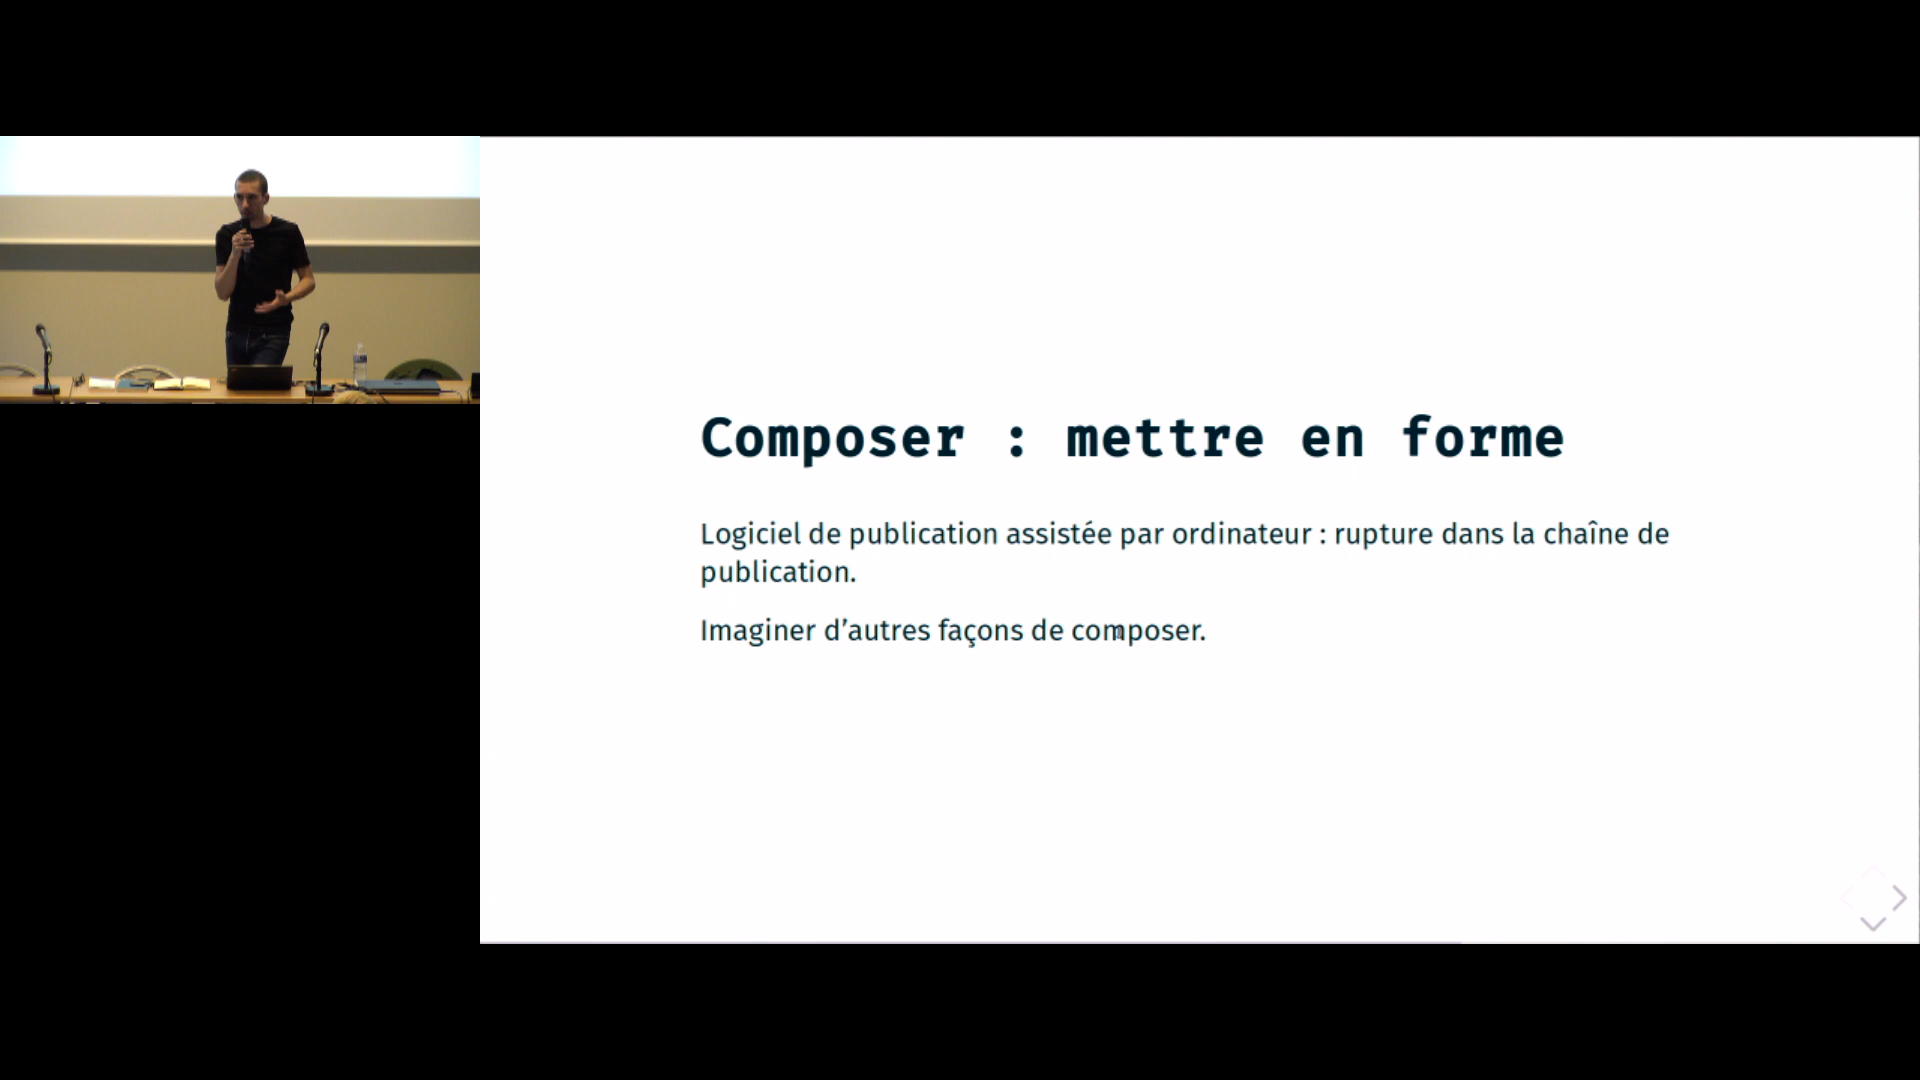 Composer : mettre en forme
Logiciel de publication assistée par ordinateur : rupture dans la chaîne de
publication.
Imaginer d’autres façons de composer.